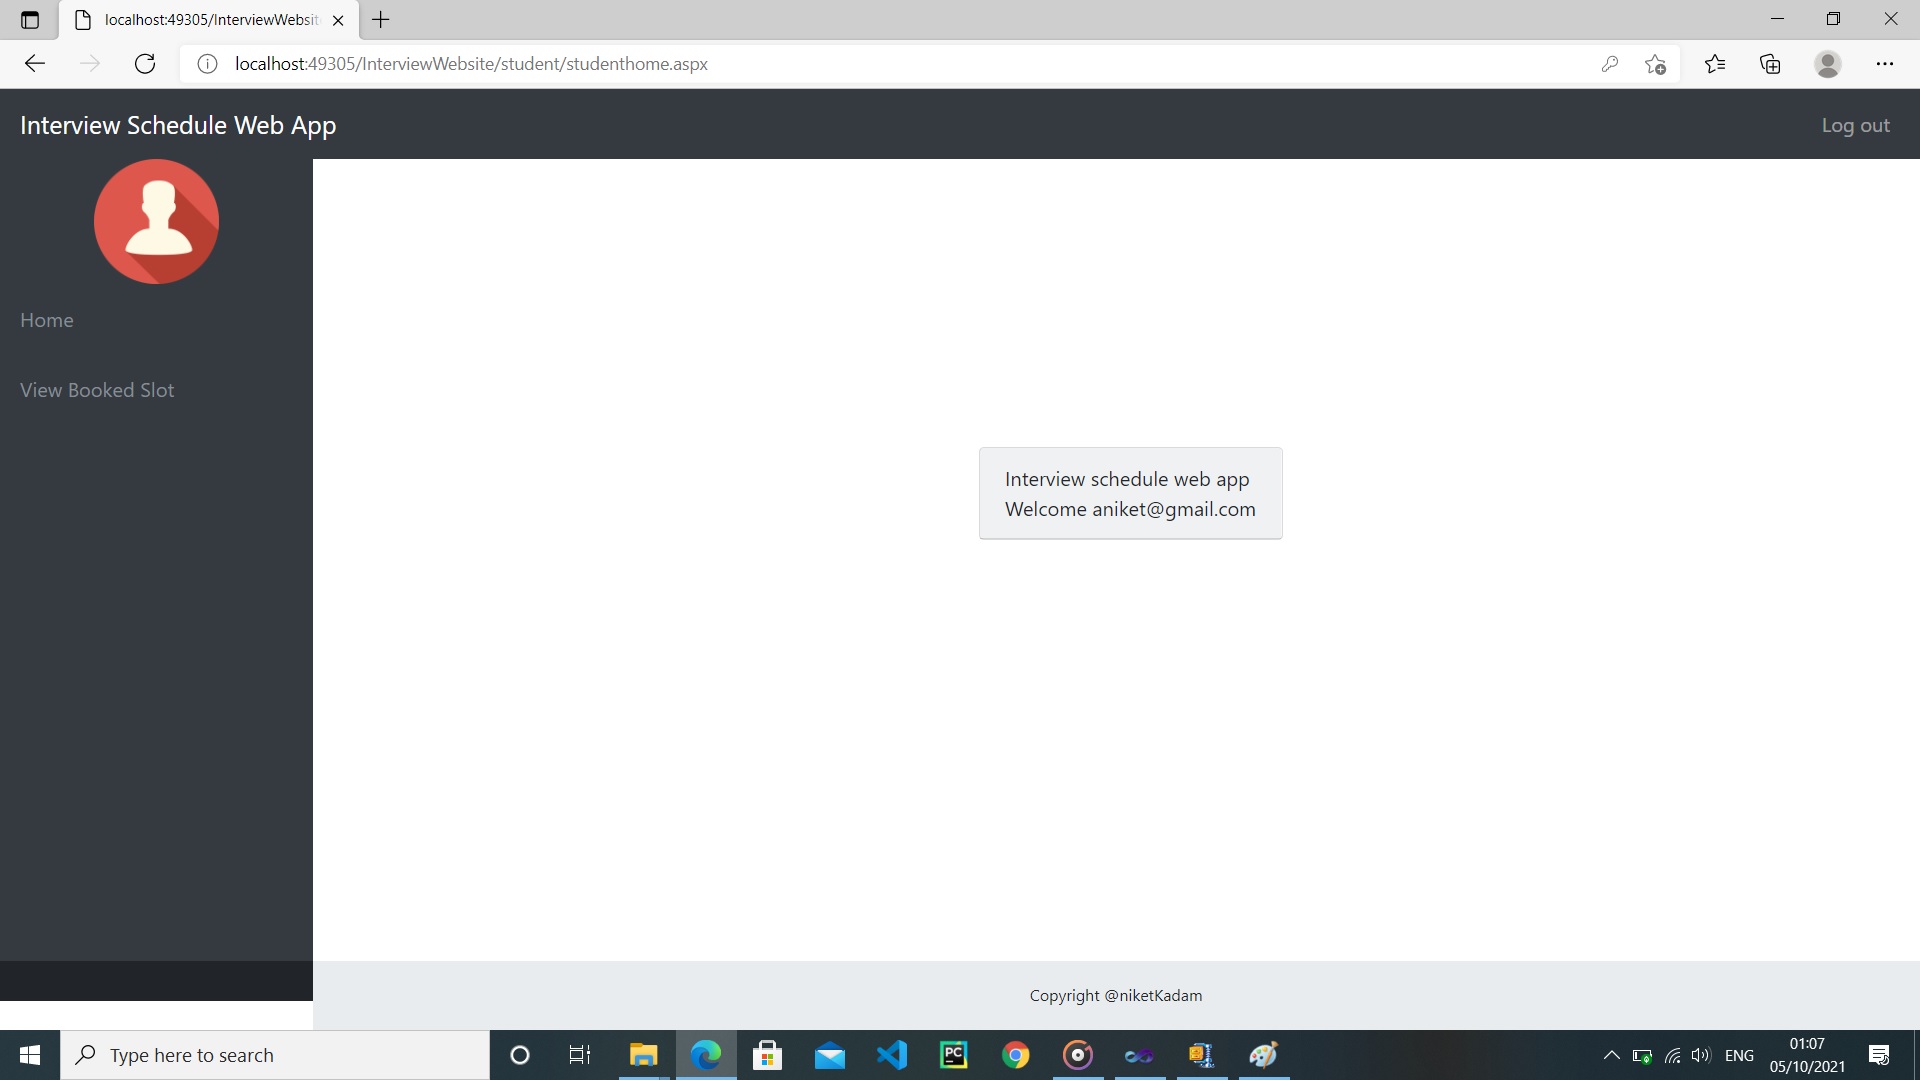 localhost:49305/InterviewWebsit
localhost:49305/InterviewWebsite/student/studenthome.aspx
Interview Schedule Web App
Log out
Home
View Booked Slot
Interview schedule web app
Welcome aniket@gmail.com
Copyright @niketKadam
Type here to search
PC
ENG
01:07
05/10/2021